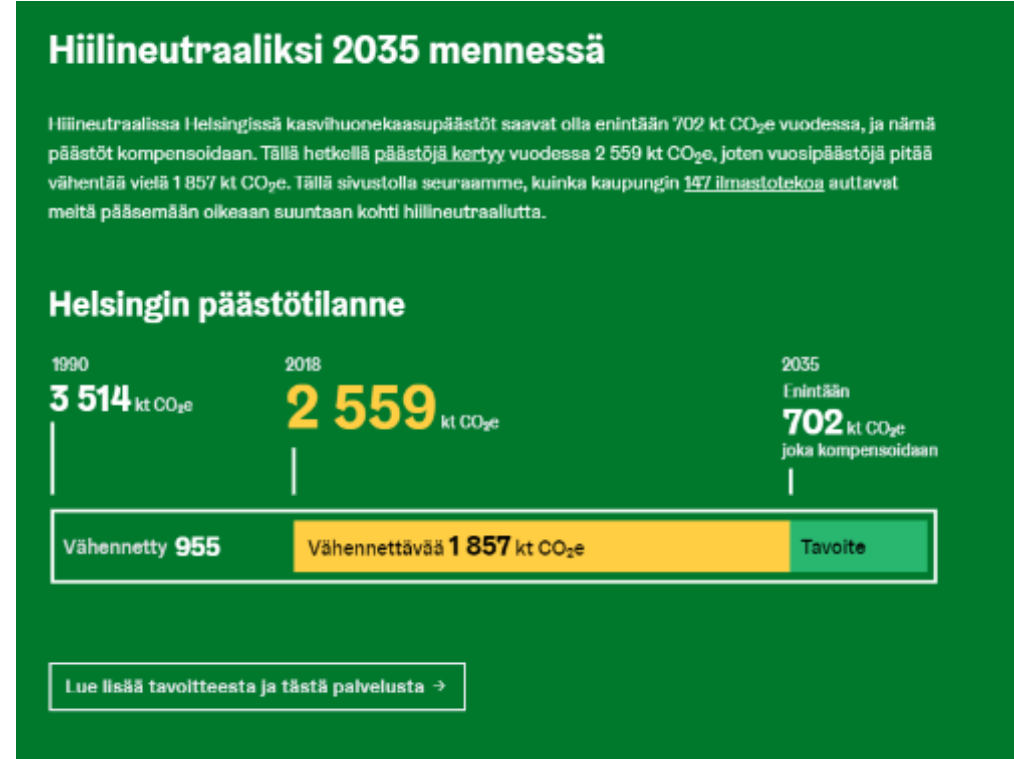 Hiilineutraaliksi 2035 mennessä
Hiilineutraalissa Helsingissä kasvihuonekaasupäästöt saavat olla enintään 702 kt CO₂e vuodessa, ja nämä
päästöt kompensoidaan. Tällä hetkellä päästöjä kertyy vuodessa 2 559 kt CO₂e, joten vuosipäästöjä pitää
vähentää vielä 1 857 kt CO₂e. Tällä sivustolla seuraamme, kuinka kaupungin 147 ilmastotekoa auttavat
meitä pääsemään oikeaan suuntaan kohti hiilineutraaliutta.
Helsingin päästötilanne
1990
3 514 kt CO₂e
2018
2 559 kt CO₂e
2035
Enintään
702 kt CO₂e
joka kompensoidaan
Vähennetty 955
Vähennettävää 1 857 kt CO₂e
Tavoite
Lue lisää tavoitteesta ja tästä palvelusta →